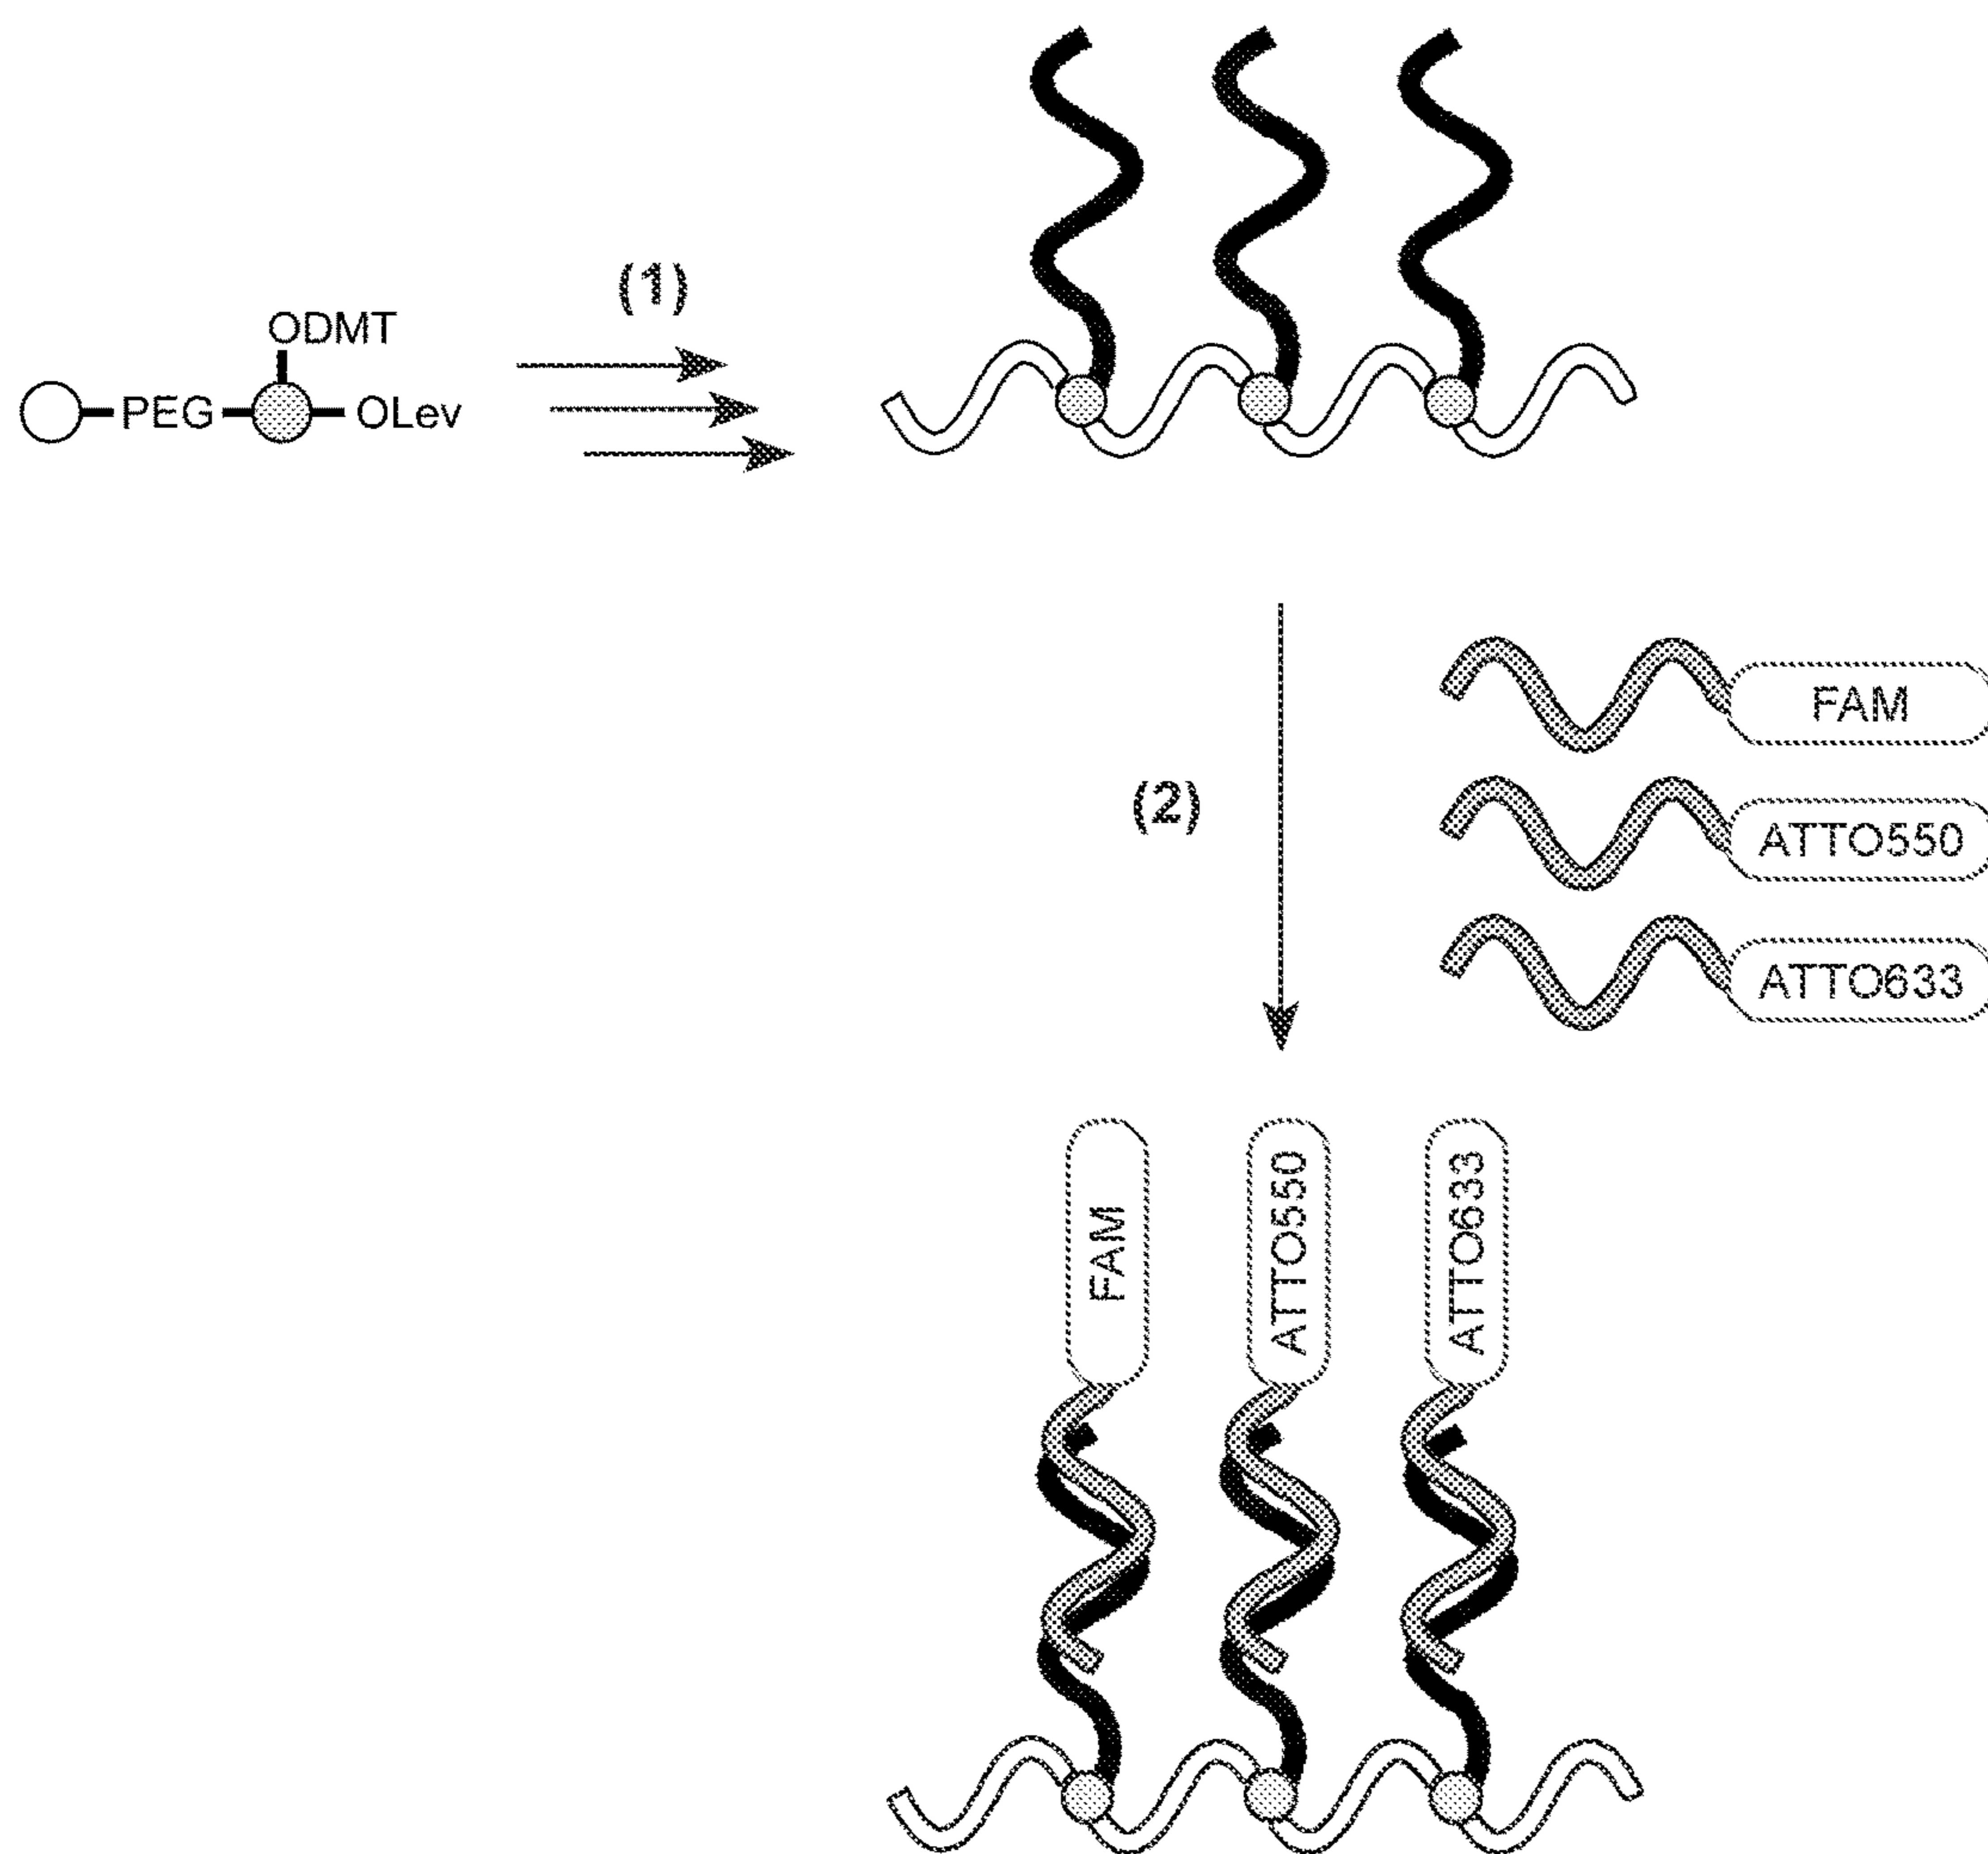 (1)
ODMT
PEG
OLev
FAM
(2)
ATTO550
ATTO633
FAM
ATTO550
ATTO633